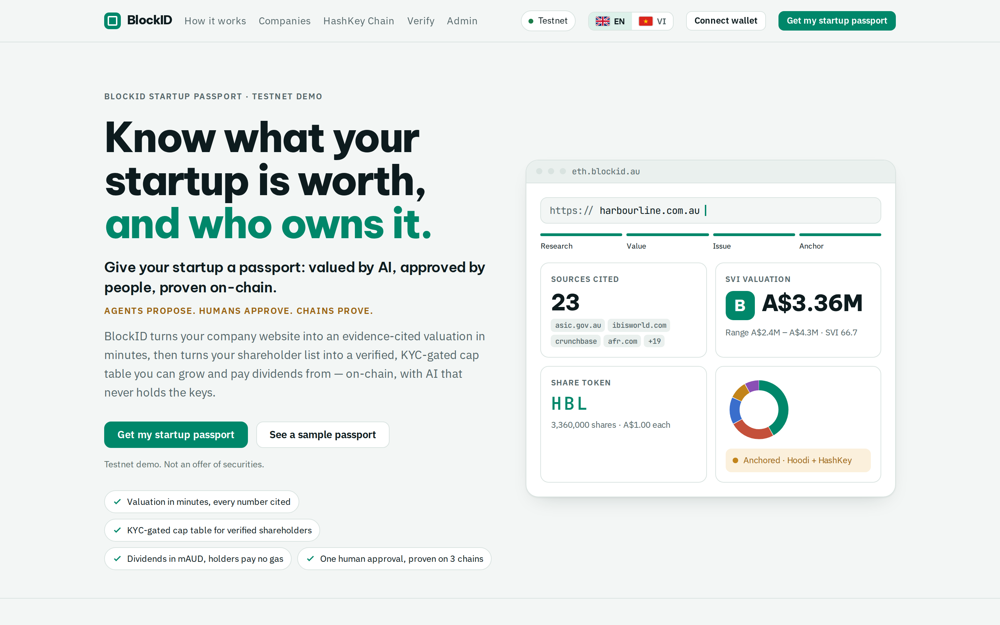 BlockID How it works Companies HashKey Chain Verify Admin Testnet EN VI Connect wallet Get my startup passport
BLOCKID STARTUP PASSPORT · TESTNET DEMO
Know what your
startup is worth,
and who owns it.
Give your startup a passport: valued by AI, approved by
people, proven on-chain.
AGENTS PROPOSE. HUMANS APPROVE. CHAINS PROVE.
BlockID turns your company website into an evidence-cited valuation in
minutes, then turns your shareholder list into a verified, KYC-gated cap
table you can grow and pay dividends from — on-chain, with AI that
never holds the keys.
Get my startup passport See a sample passport
Testnet demo. Not an offer of securities.
Valuation in minutes, every number cited
KYC-gated cap table for verified shareholders
Dividends in mAUD, holders pay no gas One human approval, proven on 3 chains
eth.blockid.au
https:// harbourline.com.au
Research Value Issue Anchor
SOURCES CITED
23
asic.gov.au ibisworld.com
crunchbase afr.com +19
SVI VALUATION
B A$3.36M
Range A$2.4M – A$4.3M · SVI 66.7
SHARE TOKEN
HBL
3,360,000 shares · A$1.00 each
Anchored · Hoodi + HashKey